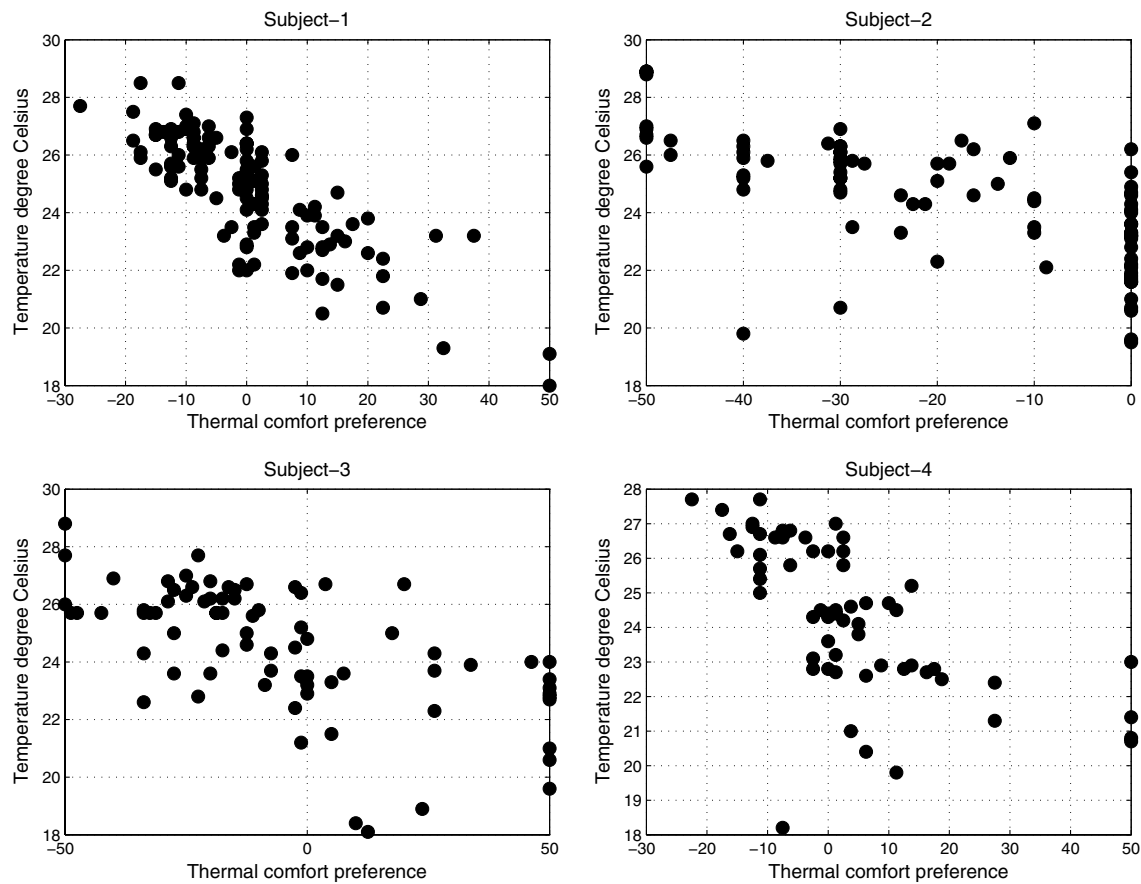 Subject−1
30
28
26
24
22
20
18
−30 −20 −10 0 10 20 30 40 50
Temperature degree Celsius
Thermal comfort preference
Subject−2
30
28
26
24
22
20
18
−50 −40 −30 −20 −10 0
Temperature degree Celsius
Thermal comfort preference
Subject−3
30
28
26
24
22
20
18
−50 0 50
Temperature degree Celsius
Thermal comfort preference
Subject−4
28
27
26
25
24
23
22
21
20
19
18
−30 −20 −10 0 10 20 30 40 50
Temperature degree Celsius
Thermal comfort preference